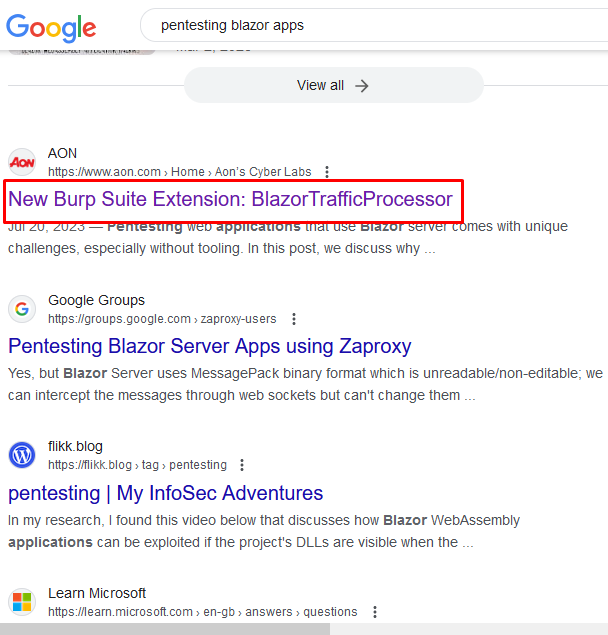 Google
pentesting blazor apps
View all
AON
AON
https://www.aon.com › Home › Aon's Cyber Labs
New Burp Suite Extension: BlazorTrafficProcessor
Jul 20, 2023 — Pentesting web applications that use Blazor server comes with unique
challenges, especially without tooling. In this post, we discuss why ...
Google Groups
https://groups.google.com › zaproxy-users
Pentesting Blazor Server Apps using Zaproxy
Yes, but Blazor Server uses MessagePack binary format which is unreadable/non-editable; we
can intercept the messages through web sockets but can't change them ...
flikk.blog
https://flikk.blog › tag › pentesting
pentesting | My InfoSec Adventures
In my research, I found this video below that discusses how Blazor WebAssembly
applications can be exploited if the project's DLLs are visible when the ...
Learn Microsoft
https://learn.microsoft.com › en-gb › answers › questions